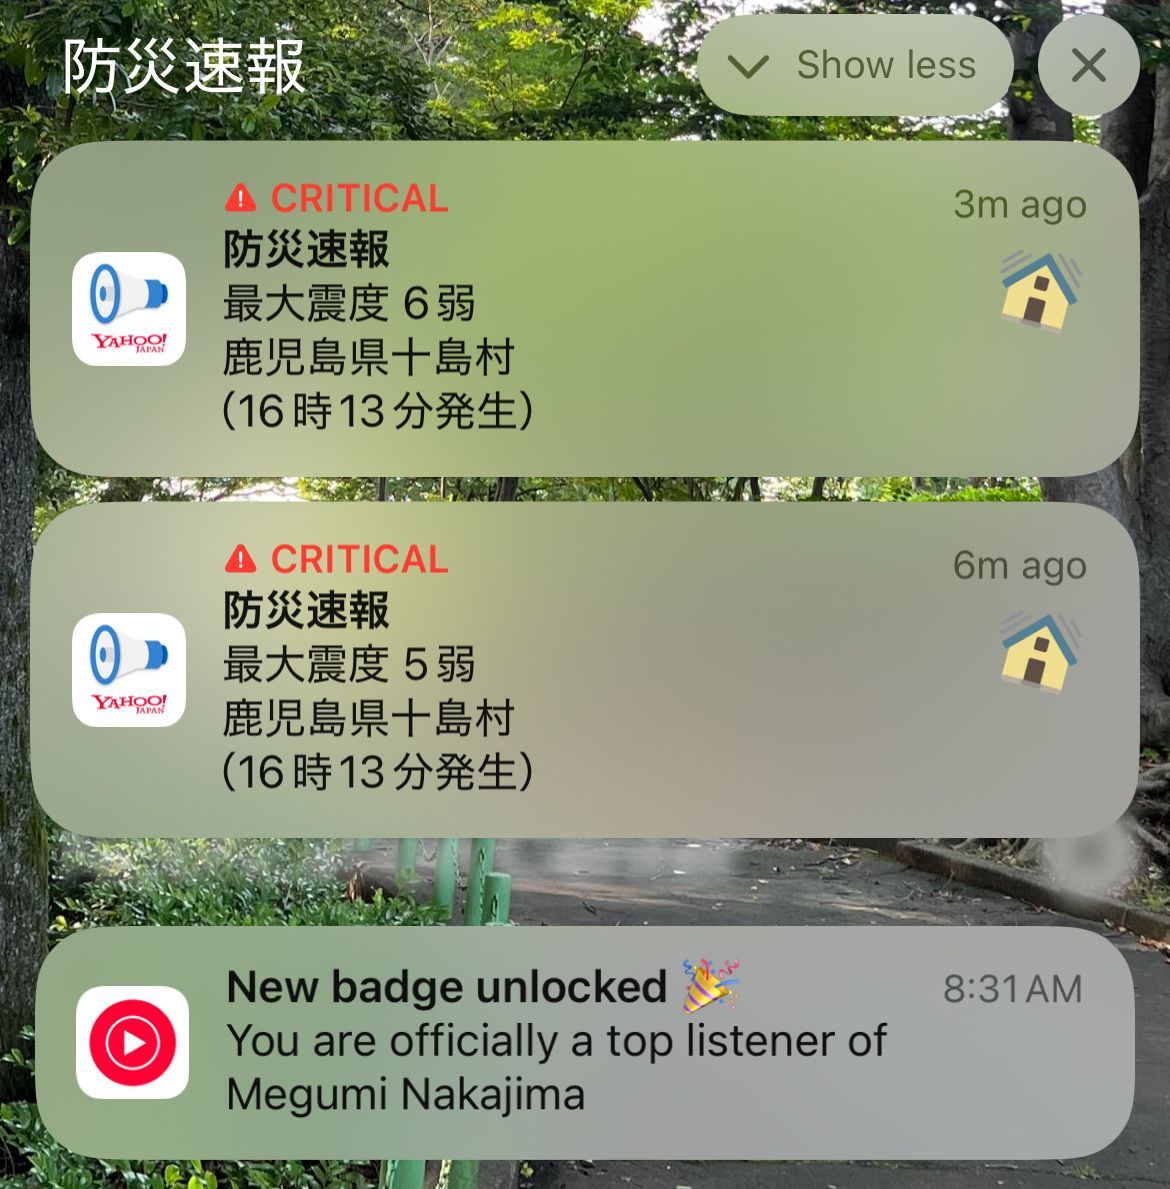 防災速報
Show less
CRITICAL
3m ago
防災速報
最大震度 6弱
鹿児島県十島村
(16時13分発生)
YAHOO!
JAPAN
CRITICAL
6m ago
防災速報
最大震度 5弱
鹿児島県十島村
(16時13分発生)
YAHOO!
JAPAN
New badge unlocked 🎉
8:31 AM
You are officially a top listener of
Megumi Nakajima